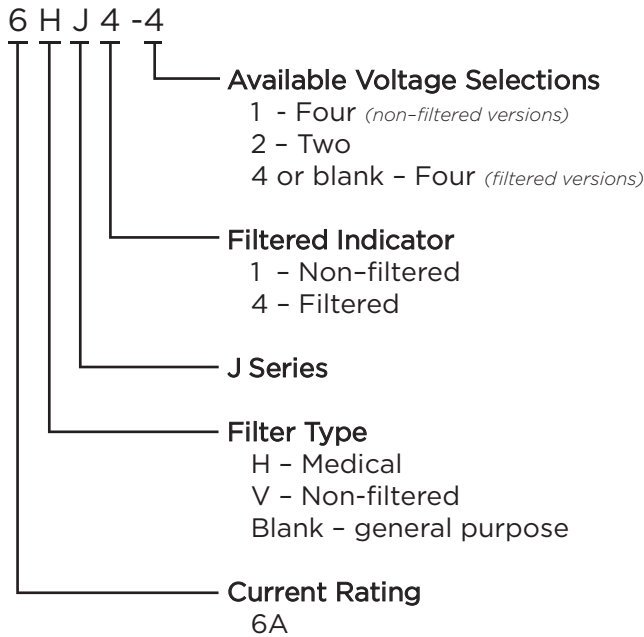 6 H J 4 -4
Available Voltage Selections
1 - Four (non–filtered versions)
2 – Two
4 or blank – Four (filtered versions)
Filtered Indicator
1 – Non–filtered
4 – Filtered
J Series
Filter Type
H – Medical
V – Non-filtered
Blank – general purpose
Current Rating
6A